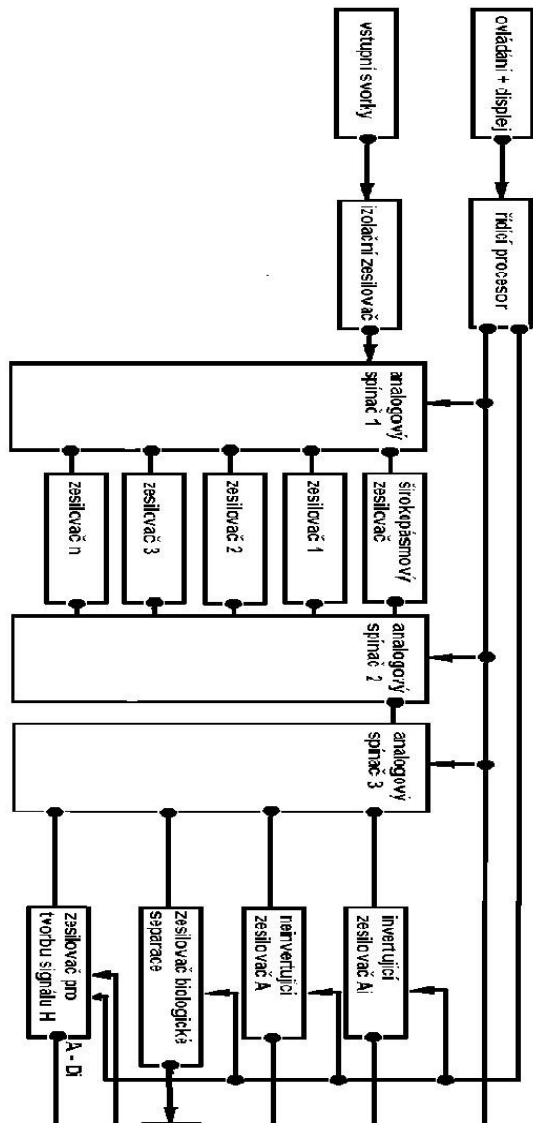 ovládání + displej
řídící procesor
vstupní svorky
izolační zesilovač
analogový
spínač 1
širokopásmový
zesilovač
zesilovač 1
zesilovač 2
zesilovač 3
zesilovač n
analogový
spínač 2
analogový
spínač 3
invertující
zesilovač Ai
neinvertující
zesilovač A
zesilovač biologické
separace
zesilovač pro
tvorbu signálu H
A - Di